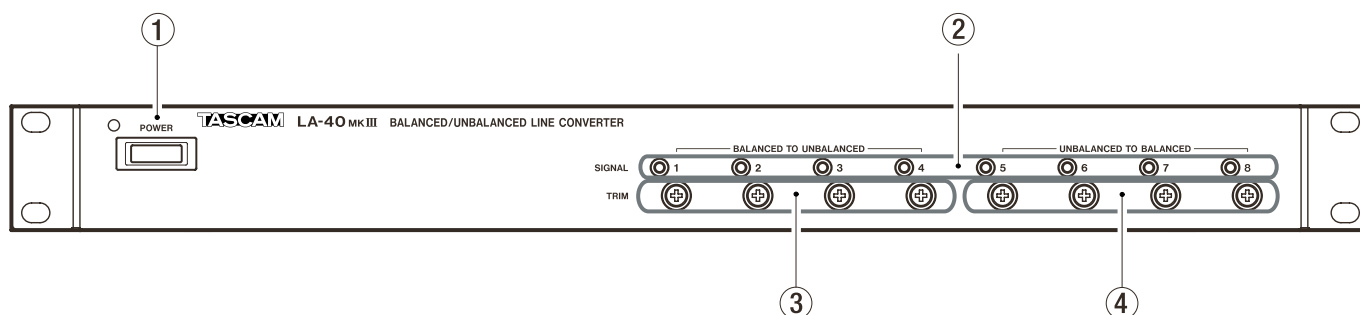 ① ②
POWER TASCAM LA-40 MKIII BALANCED/UNBALANCED LINE CONVERTER
BALANCED TO UNBALANCED UNBALANCED TO BALANCED
SIGNAL 1 2 3 4 5 6 7 8
TRIM
③ ④